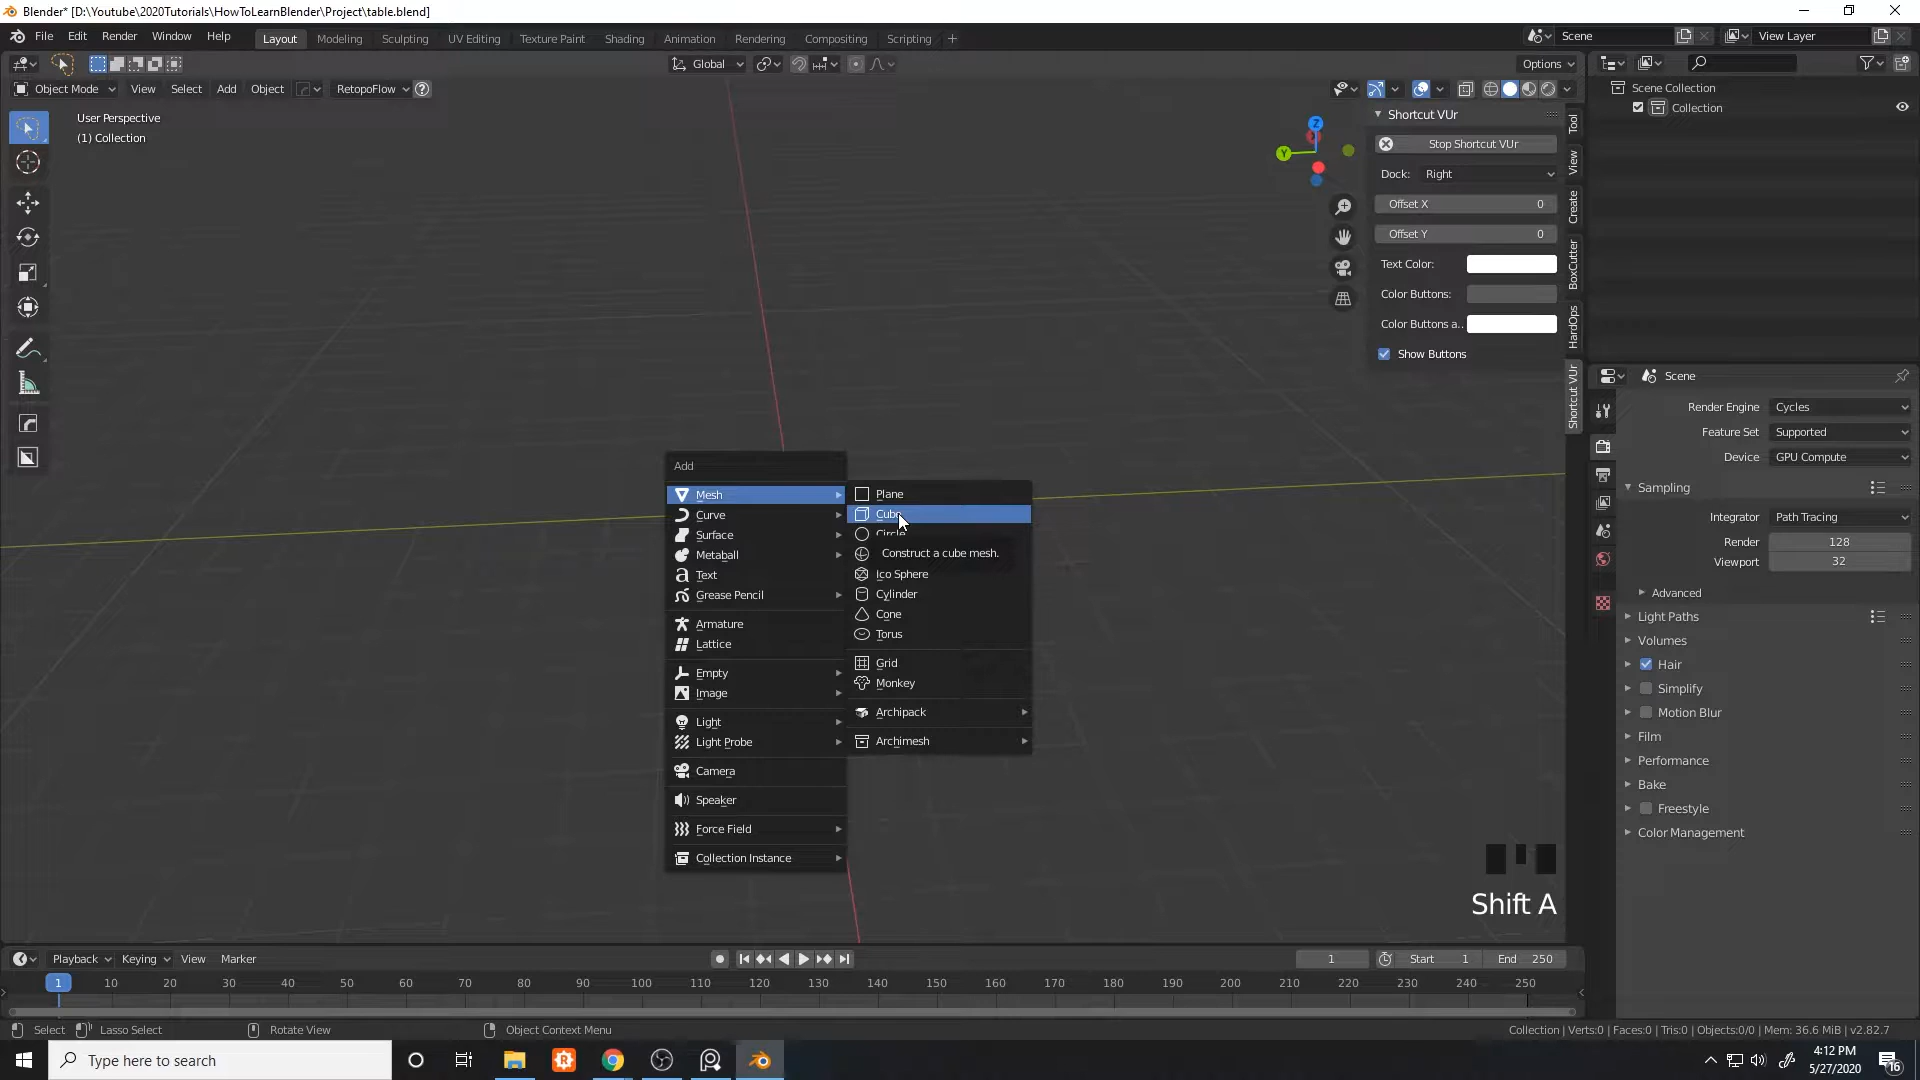 Blender* [D:\Youtube\2020Tutorials\HowToLearnBlender\Project\table.blend]
File Edit Render Window Help
Layout Modeling Sculpting UV Editing Texture Paint Shading Animation Rendering Compositing Scripting +
Scene
View Layer
Global
Options
Object Mode View Select Add Object RetopoFlow ?
User Perspective
(1) Collection
Scene Collection
Collection
Z
Y
Shortcut VUr
Stop Shortcut VUr
Dock: Right
Offset X 0
Offset Y 0
Text Color:
Color Buttons:
Color Buttons a..
Show Buttons
Tool
View
Create
BoxCutter
HardOps
Shortcut VUr
Scene
Render Engine Cycles
Feature Set Supported
Device GPU Compute
Sampling
Integrator Path Tracing
Render 128
Viewport 32
Advanced
Light Paths
Volumes
Hair
Simplify
Motion Blur
Film
Performance
Bake
Freestyle
Color Management
Add
Mesh
Curve
Surface
Metaball
Text
Grease Pencil
Armature
Lattice
Empty
Image
Light
Light Probe
Camera
Speaker
Force Field
Collection Instance
Plane
Cube
Circle
Construct a cube mesh.
Ico Sphere
Cylinder
Cone
Torus
Grid
Monkey
Archipack
Archimesh
Shift A
Playback Keying View Marker
1 Start 1 End 250
1 10 20 30 40 50 60 70 80 90 100 110 120 130 140 150 160 170 180 190 200 210 220 230 240 250
Select Lasso Select Rotate View Object Context Menu
Collection | Verts:0 | Faces:0 | Tris:0 | Objects:0/0 | Mem: 36.6 MiB | v2.82.7
Type here to search
4:12 PM
5/27/2020
16